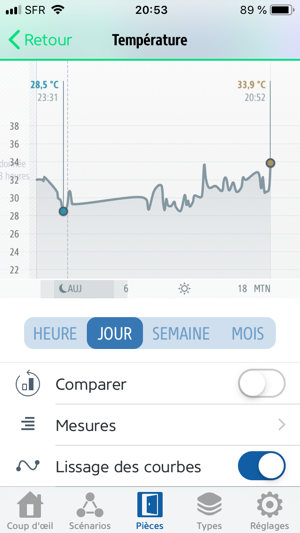 SFR 20:53 89 %
Retour Température
28,5 °C 33,9 °C
23:31 20:52
38
36
34
32
30
28
26
24
22
AUJ 6 18 MTN
HEURE JOUR SEMAINE MOIS
Comparer
Mesures
Lissage des courbes
Coup d'œil Scénarios Pièces Types Réglages